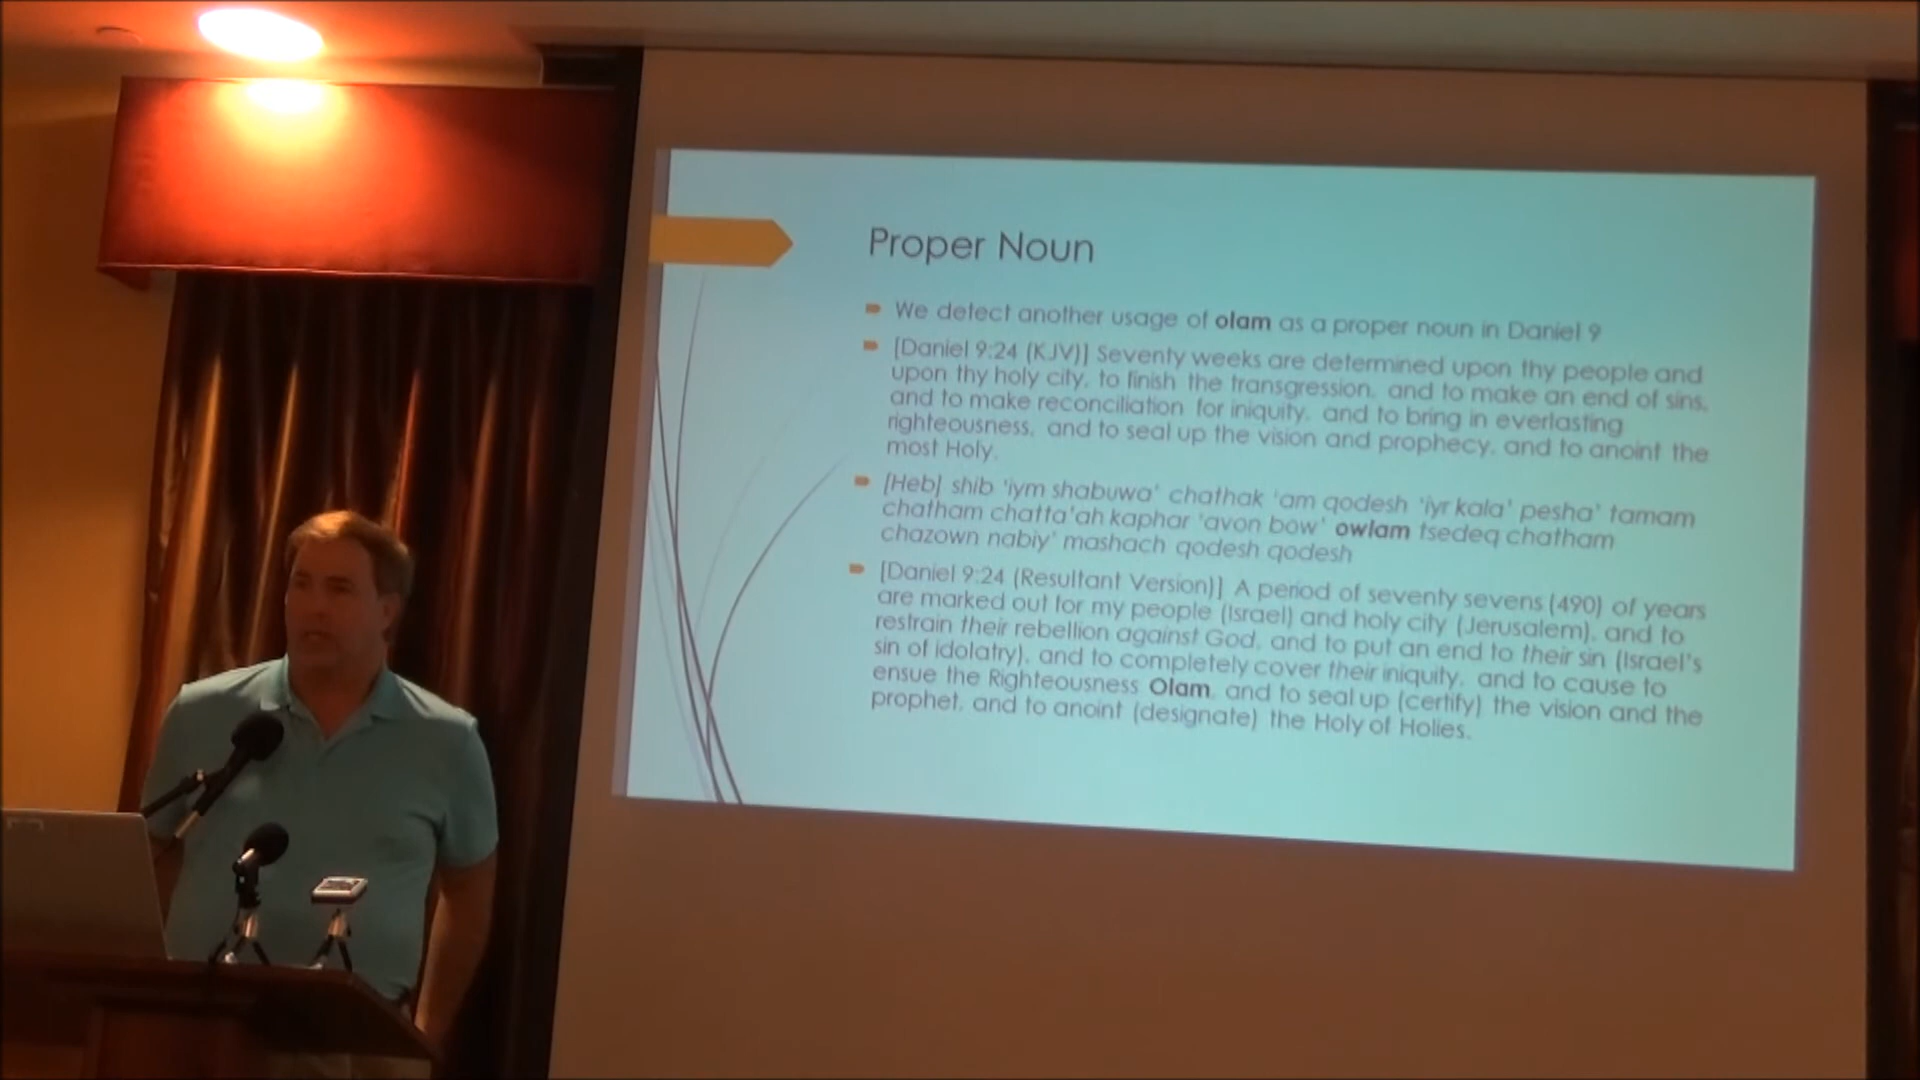 Proper Noun
We detect another usage of olam as a proper noun in Daniel 9
[Daniel 9:24 (KJV)] Seventy weeks are determined upon thy people and
upon thy holy city, to finish the transgression, and to make an end of sins,
and to make reconciliation for iniquity, and to bring in everlasting
righteousness, and to seal up the vision and prophecy, and to anoint the
most Holy.
[Heb] shib 'iym shabuwa' chathak 'am qodesh 'iyr kala' pesha' tamam
chatham chatta'ah kaphar 'avon bow' owlam tsedeq chatham
chazown nabiy' mashach qodesh qodesh
[Daniel 9:24 (Resultant Version)] A period of seventy sevens (490) of years
are marked out for my people (Israel) and holy city (Jerusalem), and to
restrain their rebellion against God, and to put an end to their sin (Israel's
sin of idolatry), and to completely cover their iniquity, and to cause to
ensue the Righteousness Olam, and to seal up (certify) the vision and the
prophet, and to anoint (designate) the Holy of Holies.